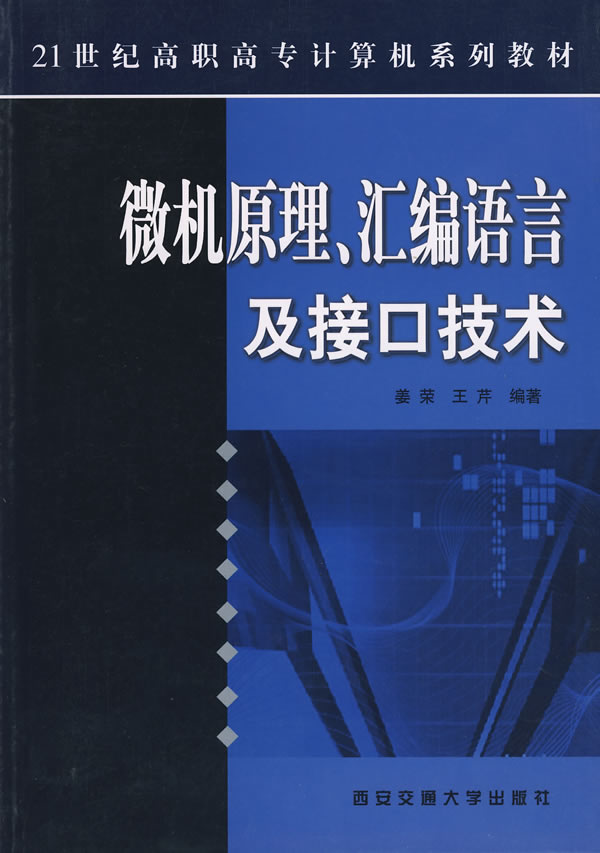 21世纪高职高专计算机系列教材
微机原理、汇编语言
及接口技术
姜荣 王芹 编著
西安交通大学出版社